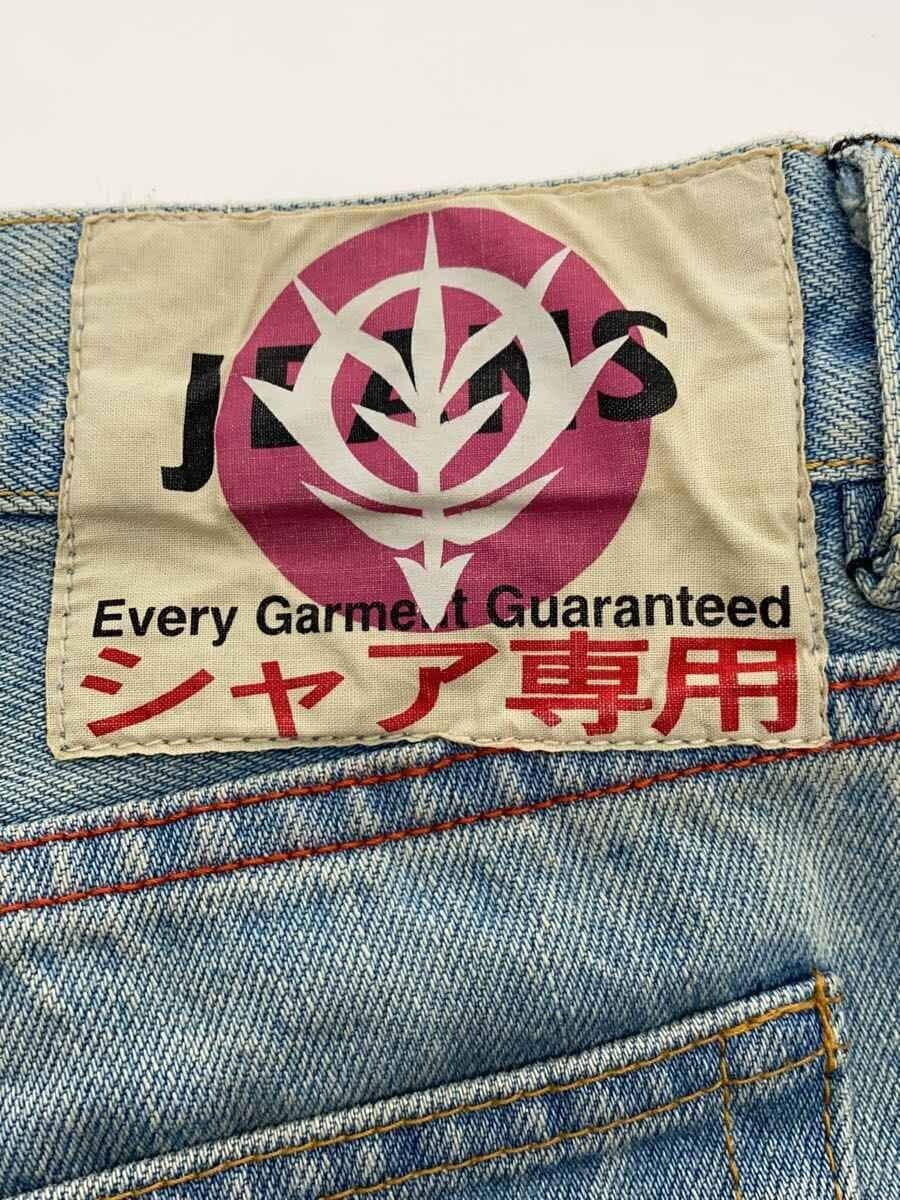 JEANS
Every Garment Guaranteed
シャア専用